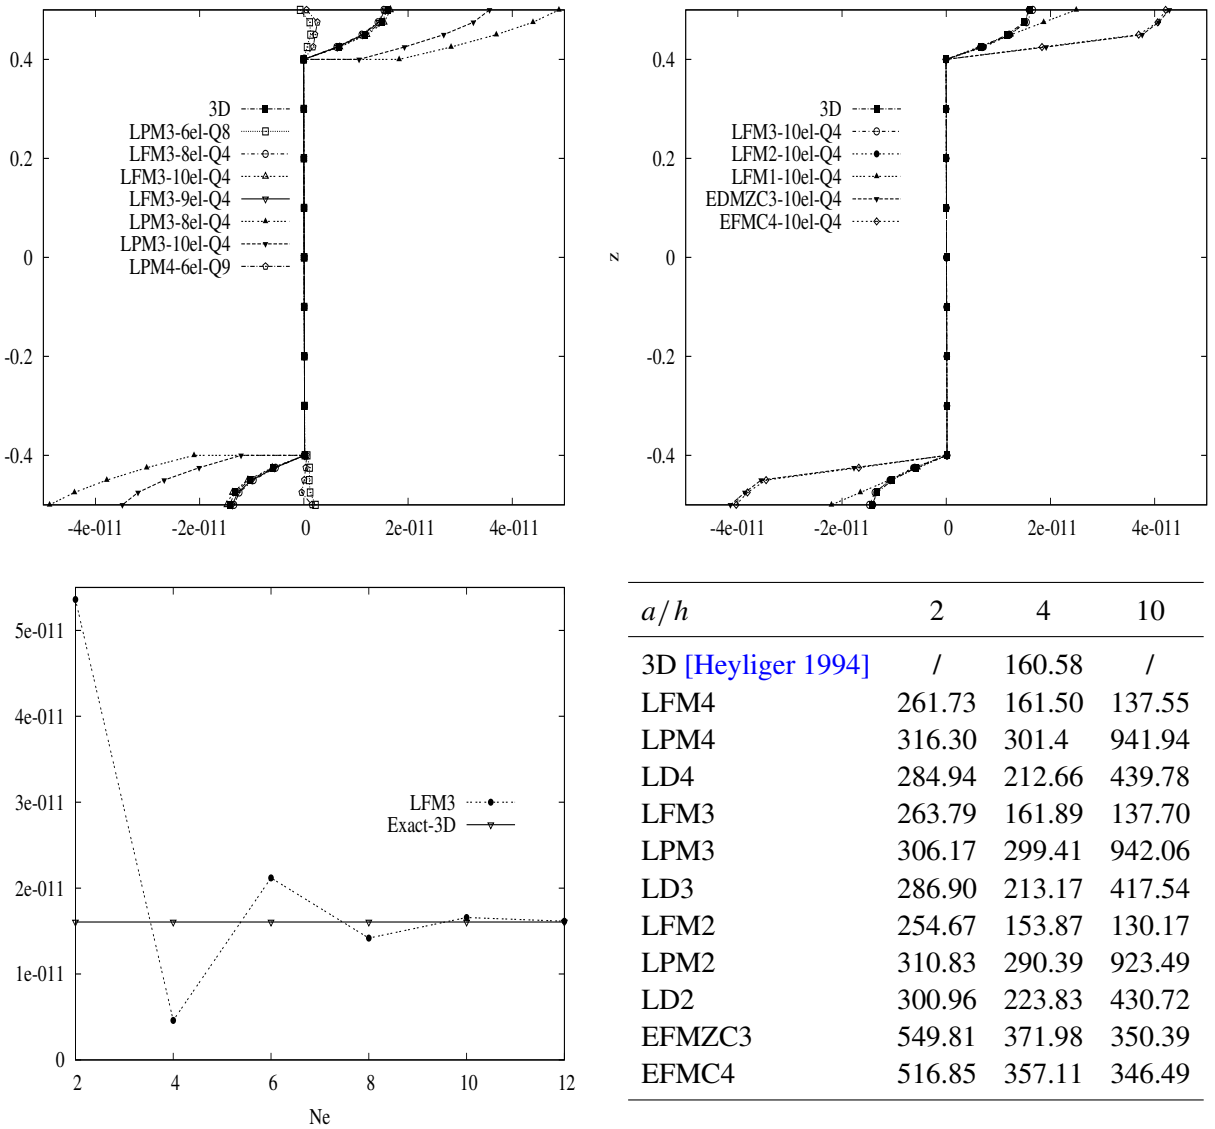 0.4
0.2
0
-0.2
-0.4
3D
LPM3-6el-Q8
LFM3-8el-Q4
LFM3-10el-Q4
LFM3-9el-Q4
LPM3-8el-Q4
LPM3-10el-Q4
LPM4-6el-Q9
-4e-011 -2e-011 0 2e-011 4e-011
z
0.4
0.2
0
-0.2
-0.4
3D
LFM3-10el-Q4
LFM2-10el-Q4
LFM1-10el-Q4
EDMZC3-10el-Q4
EFMC4-10el-Q4
-4e-011 -2e-011 0 2e-011 4e-011
5e-011
4e-011
3e-011
2e-011
1e-011
0
LFM3
Exact-3D
2 4 6 8 10 12
Ne
a/h 2 4 10
3D [Heyliger 1994] / 160.58 /
LFM4 261.73 161.50 137.55
LPM4 316.30 301.4 941.94
LD4 284.94 212.66 439.78
LFM3 263.79 161.89 137.70
LPM3 306.17 299.41 942.06
LD3 286.90 213.17 417.54
LFM2 254.67 153.87 130.17
LPM2 310.83 290.39 923.49
LD2 300.96 223.83 430.72
EFMZC3 549.81 371.98 350.39
EFMC4 516.85 357.11 346.49